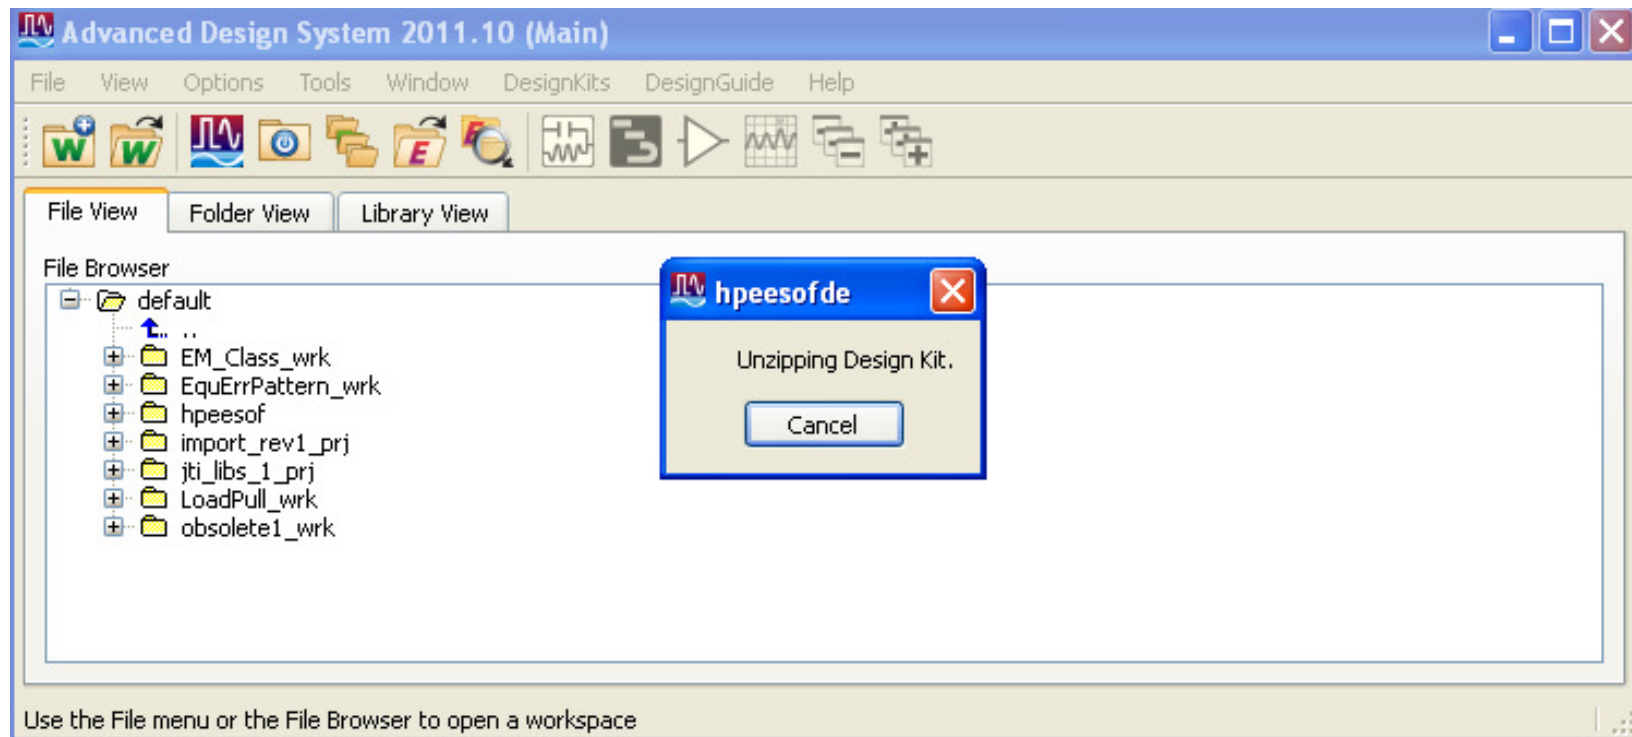 Advanced Design System 2011.10 (Main)
File View Options Tools Window DesignKits DesignGuide Help
W W E E
File View Folder View Library View
File Browser
default
..
EM_Class_wrk
EquErrPattern_wrk
hpeesof
import_rev1_prj
jti_libs_1_prj
LoadPull_wrk
obsolete1_wrk
hpeesofde
Unzipping Design Kit.
Cancel
Use the File menu or the File Browser to open a workspace